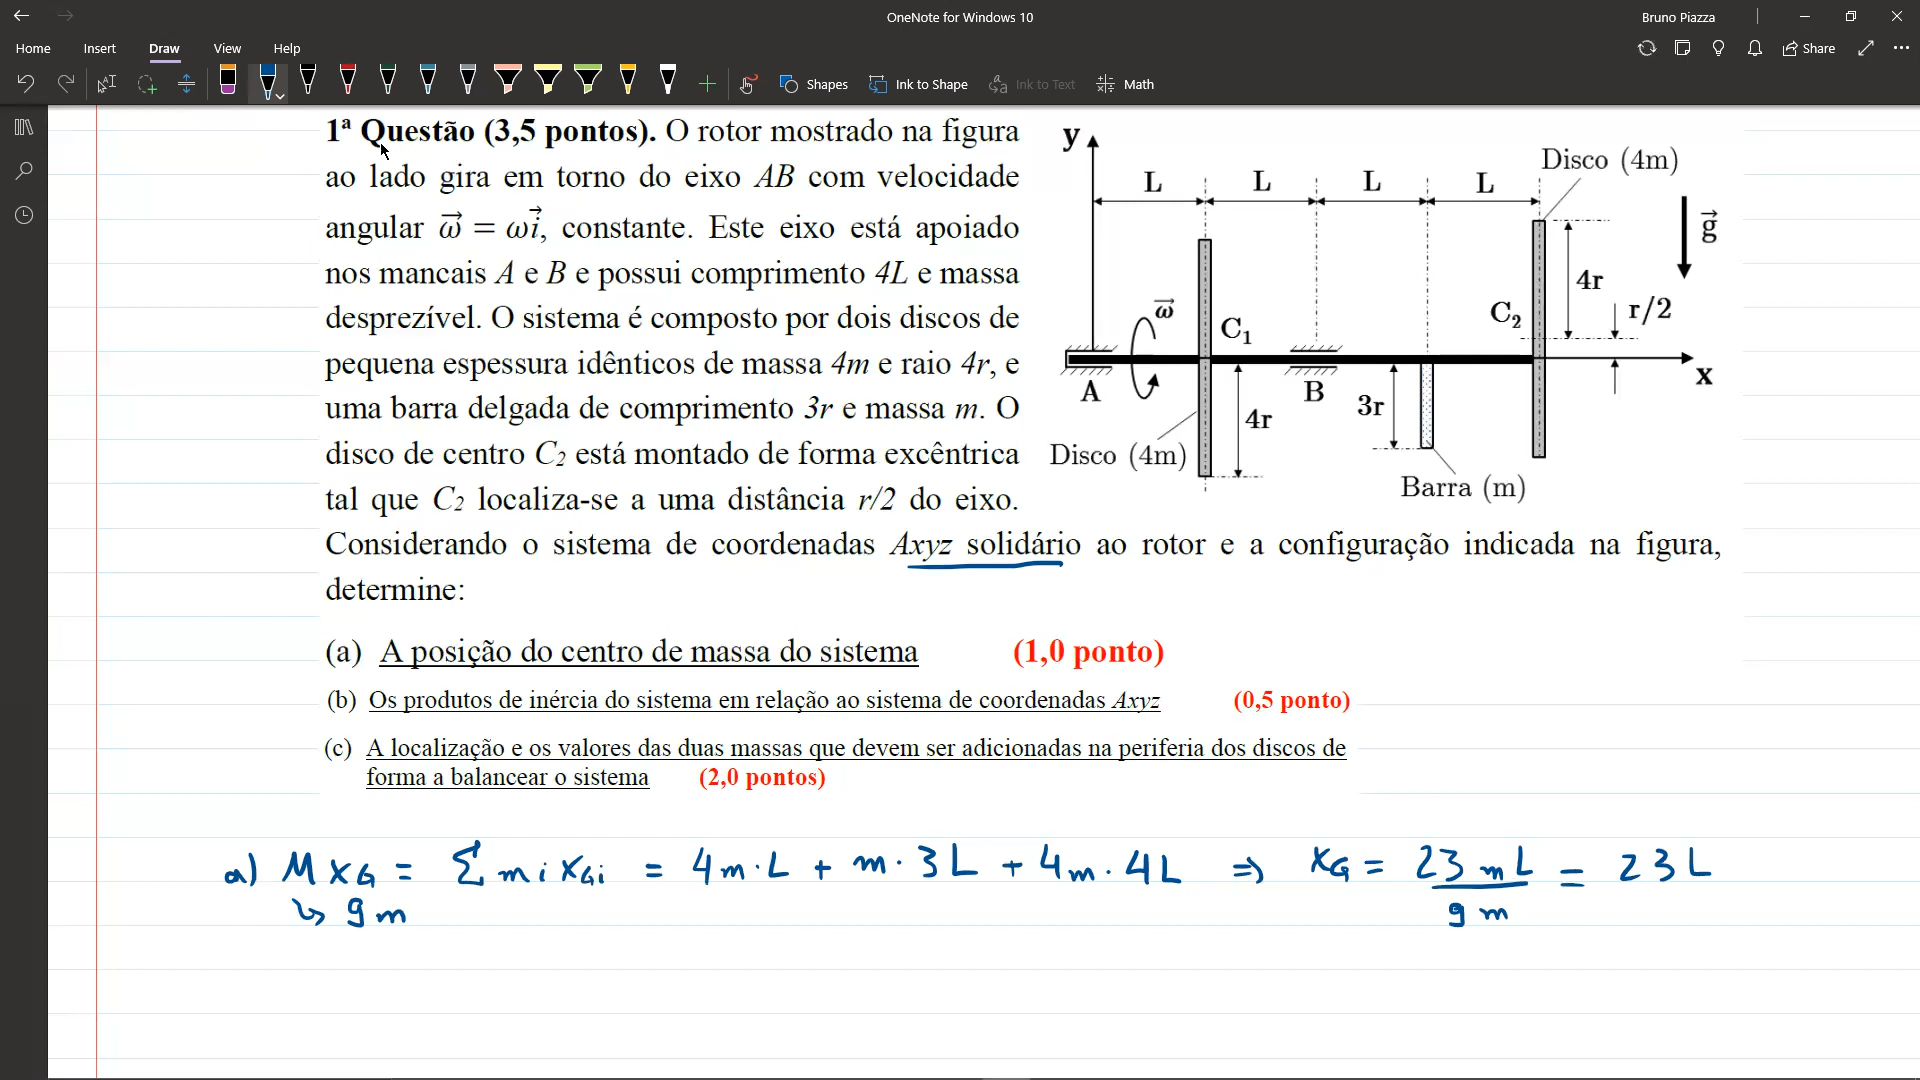 OneNote for Windows 10
Bruno Piazza
Home Insert Draw View Help
Share
Shapes Ink to Shape Ink to Text Math
1ª Questão (3,5 pontos). O rotor mostrado na figura
ao lado gira em torno do eixo AB com velocidade
angular ω⃗ = ωi⃗, constante. Este eixo está apoiado
nos mancais A e B e possui comprimento 4L e massa
desprezível. O sistema é composto por dois discos de
pequena espessura idênticos de massa 4m e raio 4r, e
uma barra delgada de comprimento 3r e massa m. O
disco de centro C₂ está montado de forma excêntrica
tal que C₂ localiza-se a uma distância r/2 do eixo.
Considerando o sistema de coordenadas Axyz solidário ao rotor e a configuração indicada na figura,
determine:
y
L L L L
Disco (4m)
g⃗
4r
ω⃗
C₁
C₂
r/2
A
B
x
3r
4r
Disco (4m)
Barra (m)
(a) A posição do centro de massa do sistema (1,0 ponto)
(b) Os produtos de inércia do sistema em relação ao sistema de coordenadas Axyz (0,5 ponto)
(c) A localização e os valores das duas massas que devem ser adicionadas na periferia dos discos de
forma a balancear o sistema (2,0 pontos)
a) M xG = Σ mi xGi = 4m·L + m·3L + 4m·4L ⇒ xG = 23 mL = 23 L
↳ 9m 9m